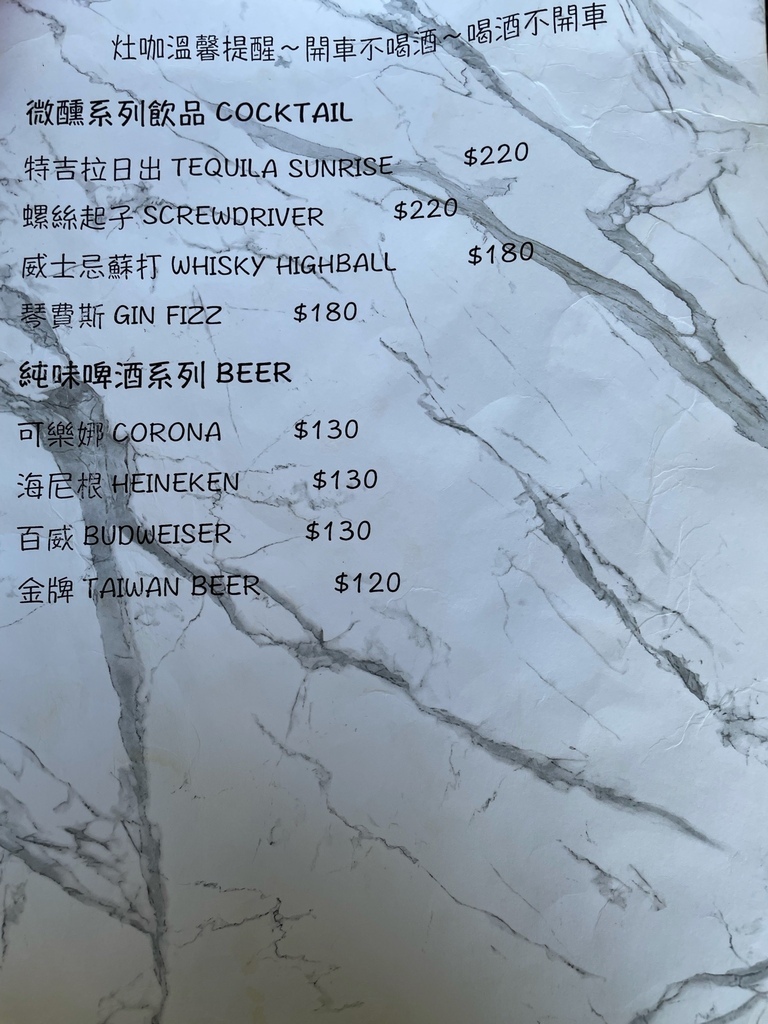 灶咖溫馨提醒～開車不喝酒～喝酒不開車
微醺系列飲品 COCKTAIL
特吉拉日出 TEQUILA SUNRISE $220
螺絲起子 SCREWDRIVER $220
威士忌蘇打 WHISKY HIGHBALL $180
琴費斯 GIN FIZZ $180
純味啤酒系列 BEER
可樂娜 CORONA $130
海尼根 HEINEKEN $130
百威 BUDWEISER $130
金牌 TAIWAN BEER $120